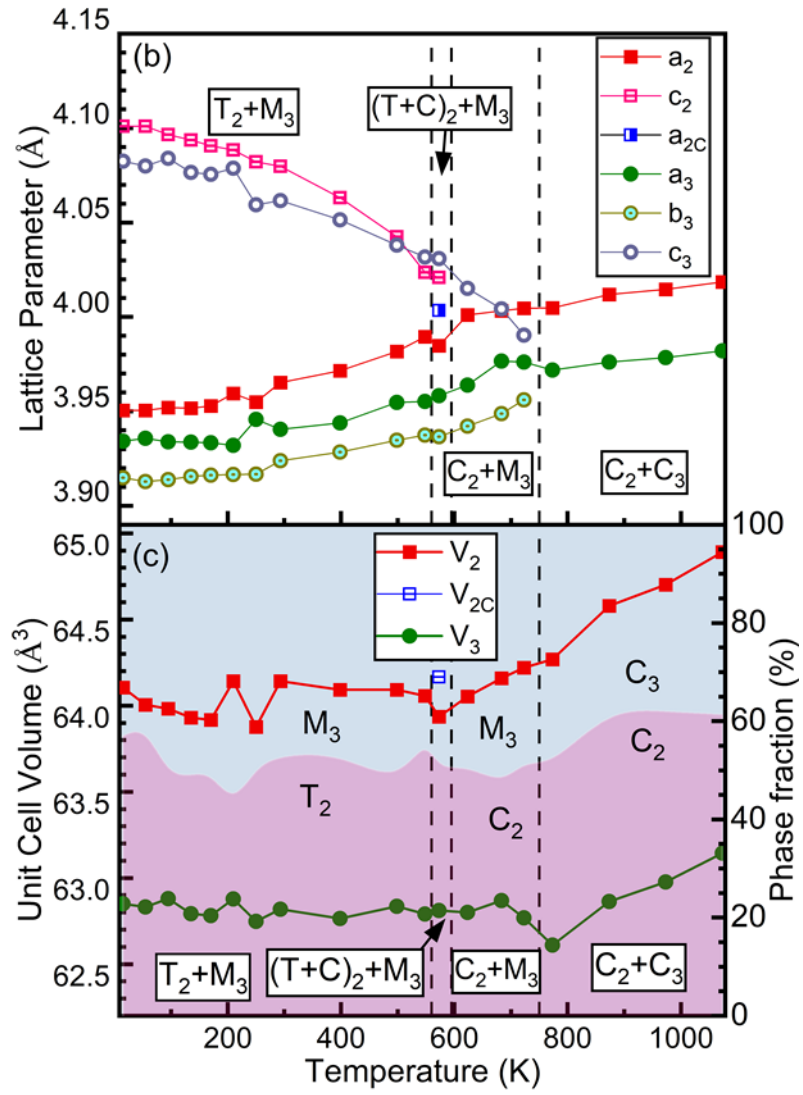 (b)
4.15
4.10
4.05
4.00
3.95
3.90
Lattice Parameter (Å)
T₂+M₃
(T+C)₂+M₃
C₂+M₃
C₂+C₃
a₂
c₂
a₂C
a₃
b₃
c₃
(c)
65.0
64.5
64.0
63.5
63.0
62.5
Unit Cell Volume (Å³)
V₂
V₂C
V₃
M₃
M₃
C₃
T₂
C₂
C₂
T₂+M₃
(T+C)₂+M₃
C₂+M₃
C₂+C₃
100
80
60
40
20
0
Phase fraction (%)
200
400
600
800
1000
Temperature (K)